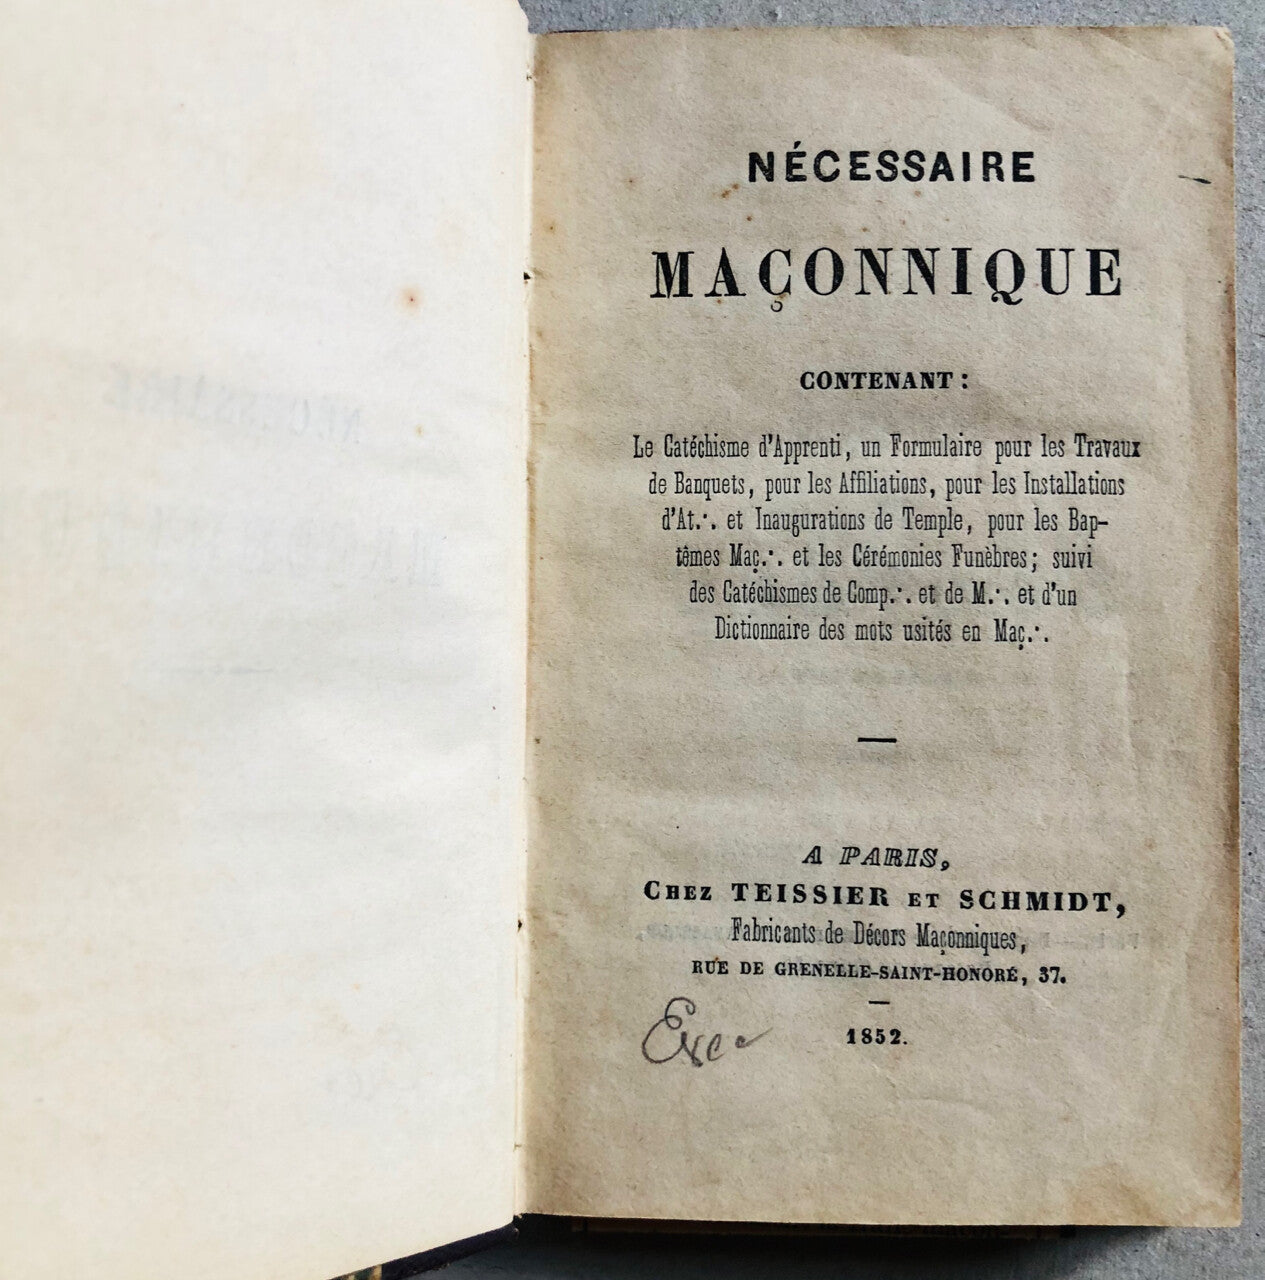 NÉCESSAIRE
MAÇONNIQUE
CONTENANT :
Le Catéchisme d'Apprenti, un Formulaire pour les Travaux
de Banquets, pour les Affiliations, pour les Installations
d'At.·. et Inaugurations de Temple, pour les Bap-
têmes Maç.·. et les Cérémonies Funèbres; suivi
des Catéchismes de Comp.·. et de M.·. et d'un
Dictionnaire des mots usités en Maç.·.
A PARIS,
CHEZ TEISSIER ET SCHMIDT,
Fabricants de Décors Maçonniques,
RUE DE GRENELLE-SAINT-HONORÉ, 37.
1852.